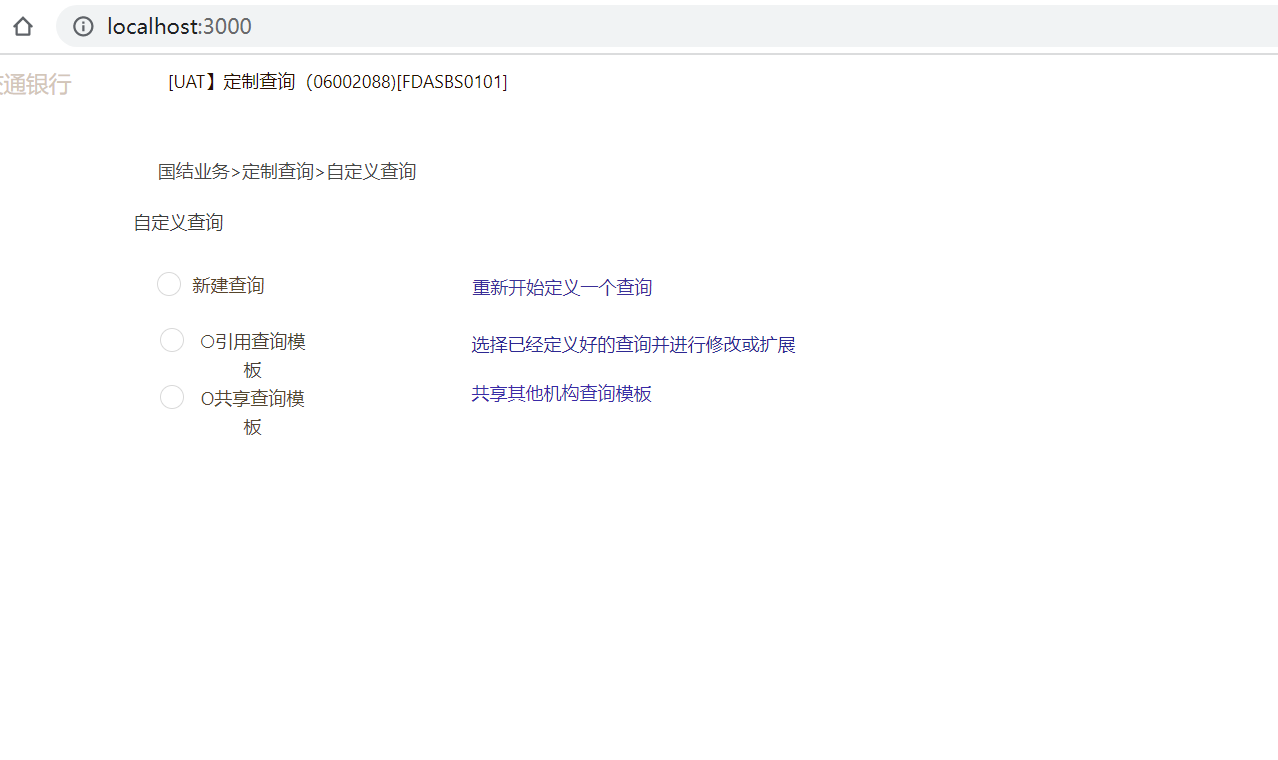 localhost:3000
交通银行
[UAT】定制查询（06002088)[FDASBS0101]
国结业务>定制查询>自定义查询
自定义查询
新建查询 重新开始定义一个查询
O引用查询模 选择已经定义好的查询并进行修改或扩展
板
O共享查询模 共享其他机构查询模板
板